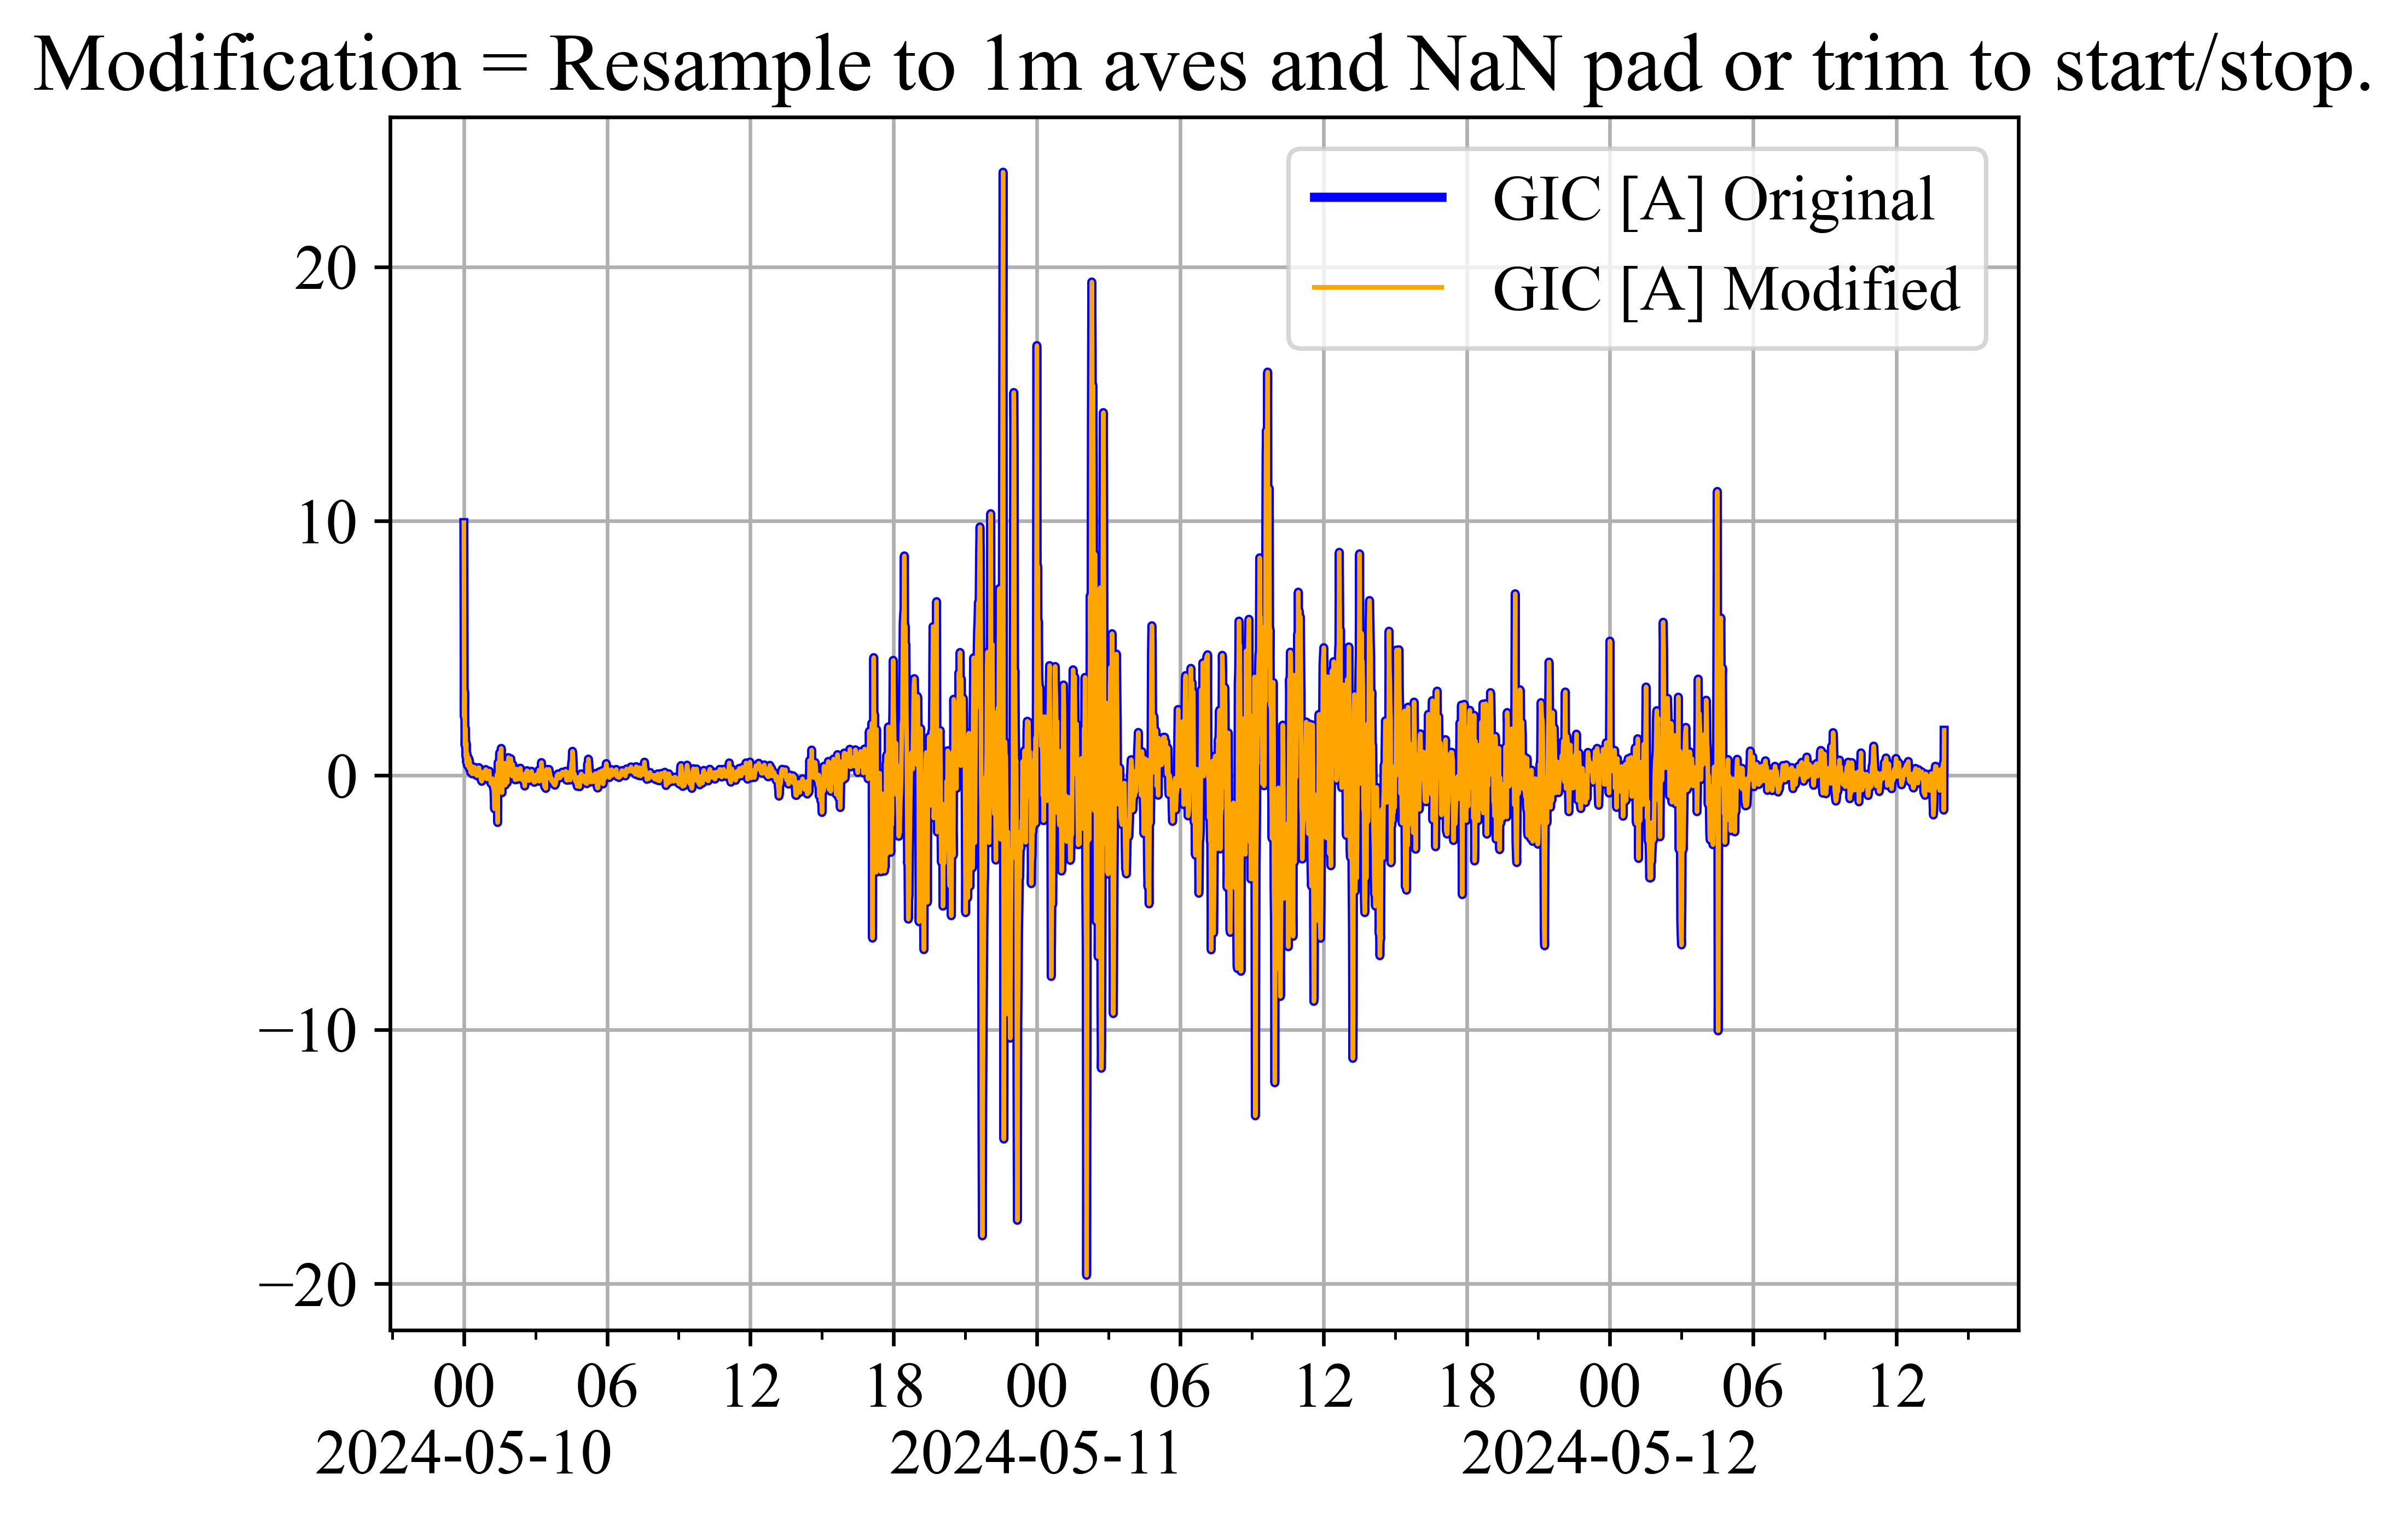 Modification = Resample to 1m aves and NaN pad or trim to start/stop.
GIC [A] Original
GIC [A] Modified
20
10
0
−10
−20
00 06 12 18 00 06 12 18 00 06 12
2024-05-10 2024-05-11 2024-05-12